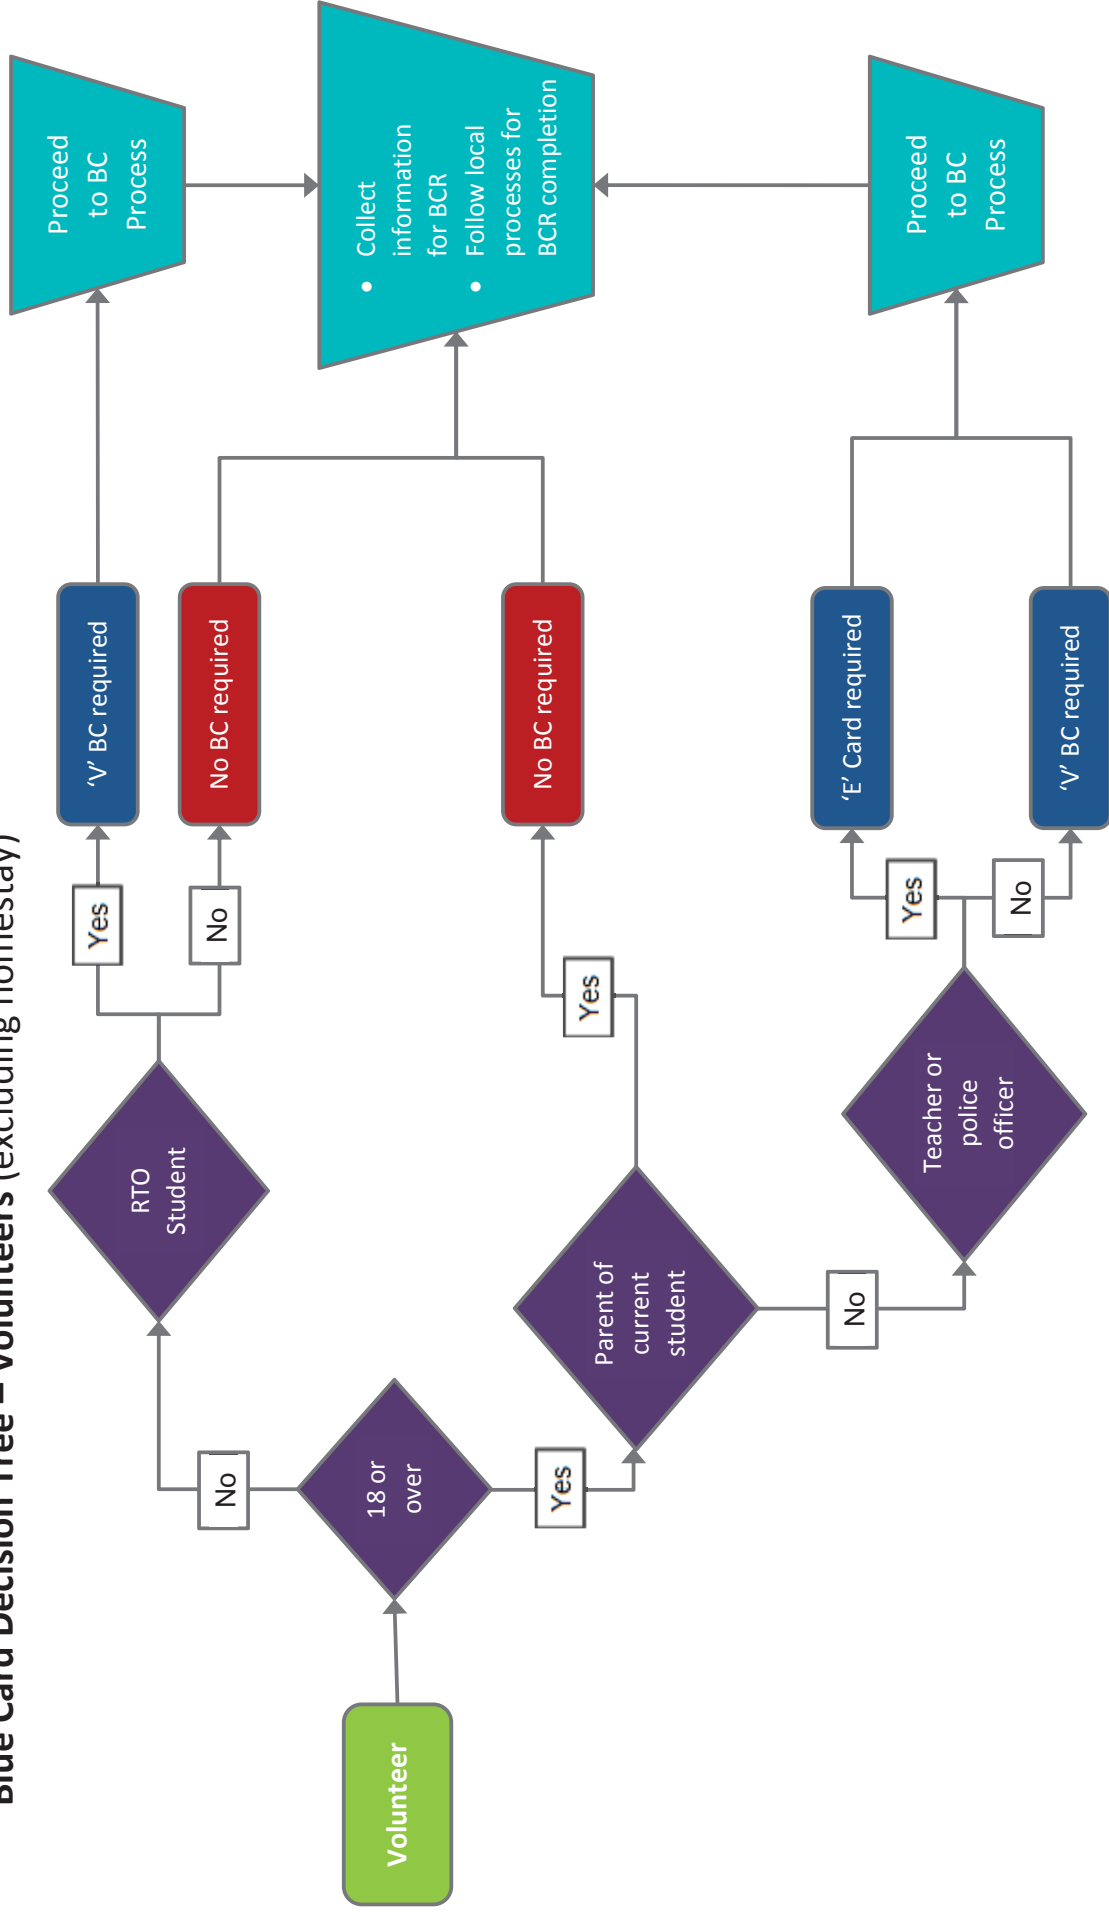 Blue Card Decision Tree – Volunteers (excluding homestay)
Volunteer
18 or
over
No
Yes
RTO
Student
Yes
No
‘V’ BC required
No BC required
Proceed
to BC
Process
Parent of
current
student
Yes
No
No BC required
• Collect
information
for BCR
• Follow local
processes for
BCR completion
Teacher or
police
officer
Yes
No
‘E’ Card required
‘V’ BC required
Proceed
to BC
Process